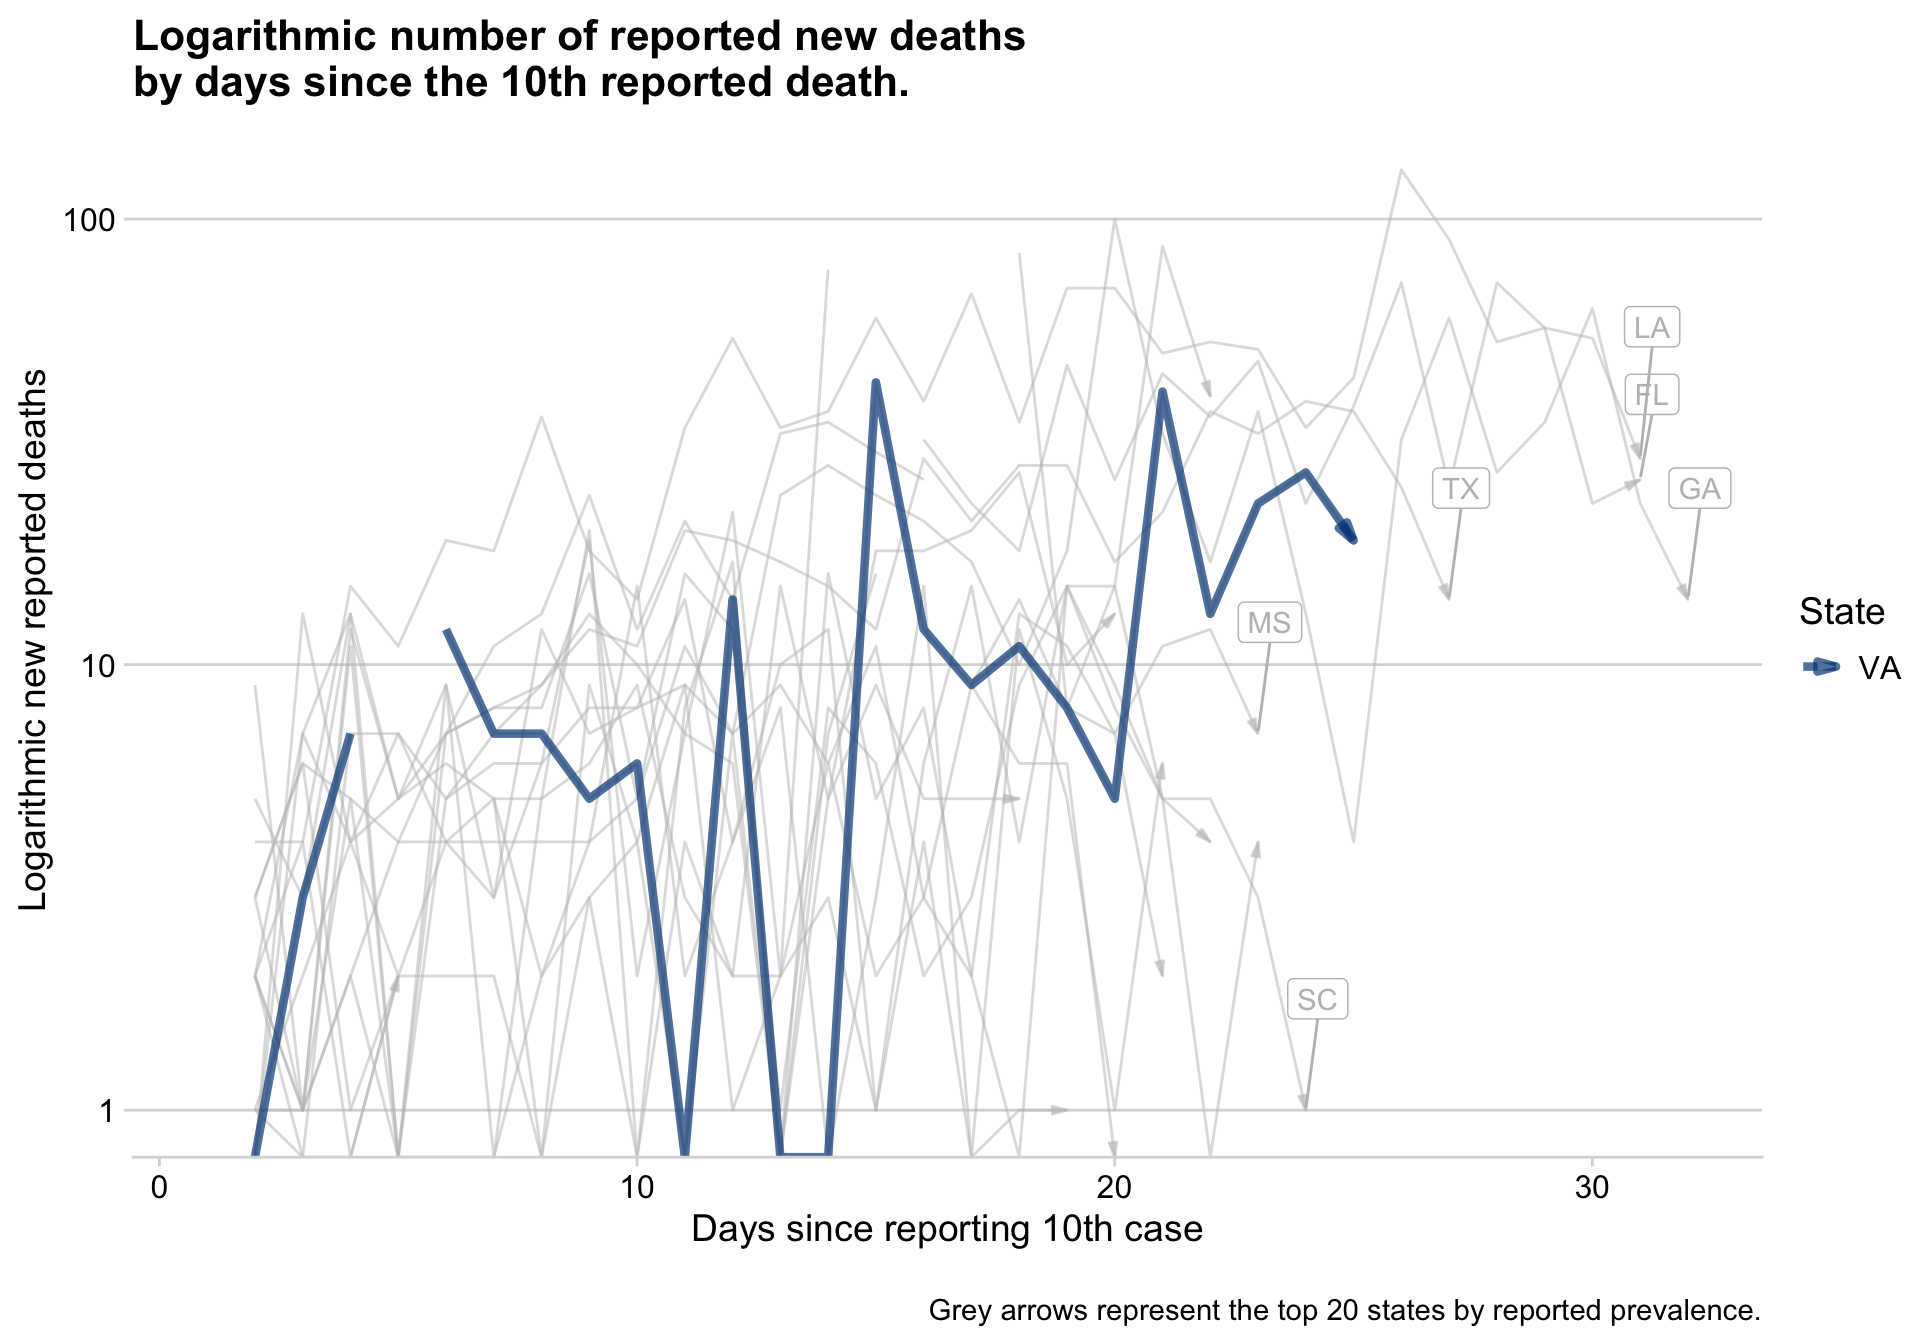 Logarithmic number of reported new deaths
by days since the 10th reported death.
Logarithmic new reported deaths
100
10
1
LA
FL
TX
GA
MS
SC
State
VA
0
10
20
30
Days since reporting 10th case
Grey arrows represent the top 20 states by reported prevalence.